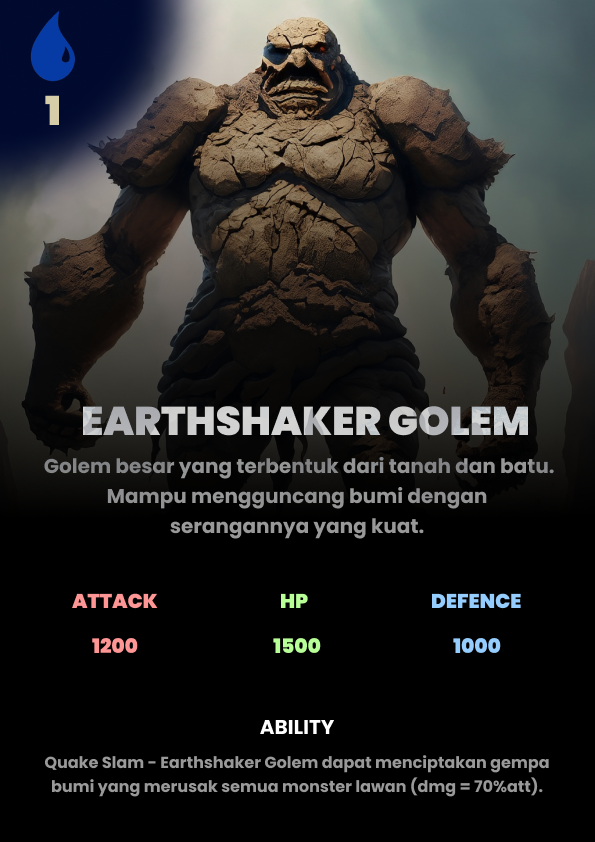 1
EARTHSHAKER GOLEM
Golem besar yang terbentuk dari tanah dan batu.
Mampu mengguncang bumi dengan
serangannya yang kuat.
ATTACK HP DEFENCE
1200 1500 1000
ABILITY
Quake Slam - Earthshaker Golem dapat menciptakan gempa
bumi yang merusak semua monster lawan (dmg = 70%att).